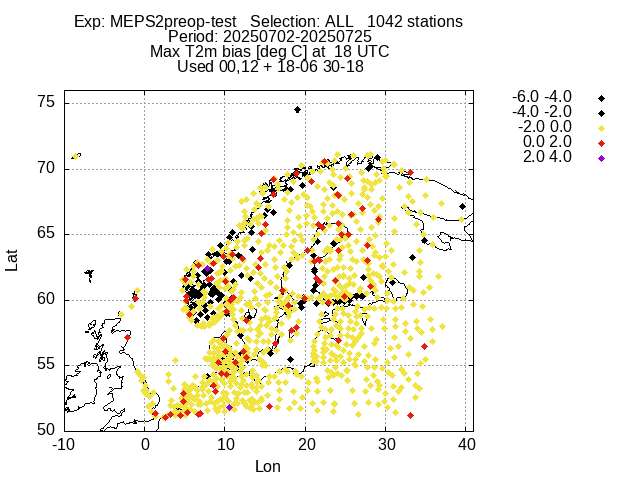 Exp: MEPS2preop-test   Selection: ALL   1042 stations
Period: 20250702-20250725
Max T2m bias [deg C] at  18 UTC
Used 00,12 + 18-06 30-18
-6.0 -4.0
-4.0 -2.0
-2.0 0.0
0.0 2.0
2.0 4.0
75
70
65
60
55
50
Lat
-10 0 10 20 30 40
Lon